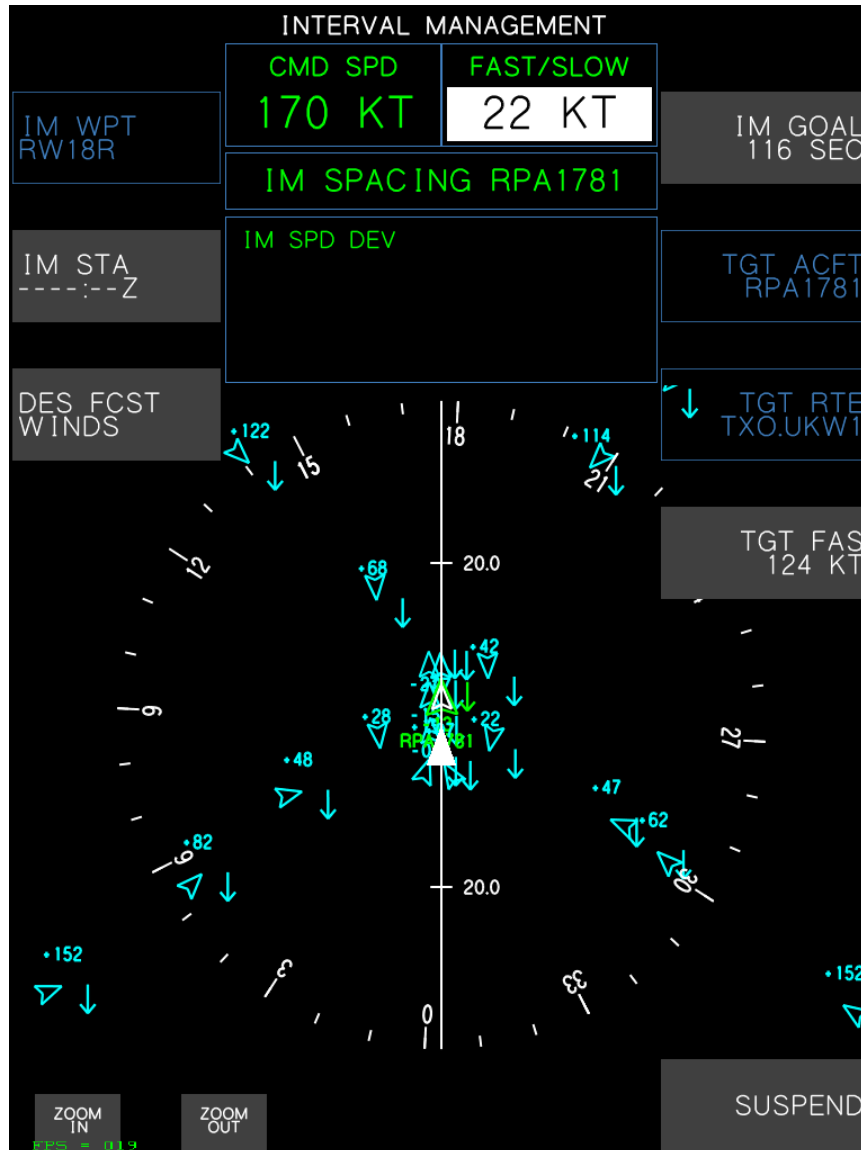 INTERVAL MANAGEMENT
CMD SPD
170 KT
FAST/SLOW
22 KT
IM WPT
RW18R
IM GOAL
116 SEC
IM SPACING RPA1781
IM SPD DEV
IM STA
----:--Z
TGT ACFT
RPA1781
DES FCST
WINDS
TGT RTE
TXO.UKW1
TGT FAS
124 KT
+122
18
+114
15
21
12
20.0
+68
+42
9
+28
+22
27
+48
+47
+62
+82
6
30
20.0
+152
+152
3
33
0
SUSPEND
ZOOM
IN
ZOOM
OUT
FPS = 019